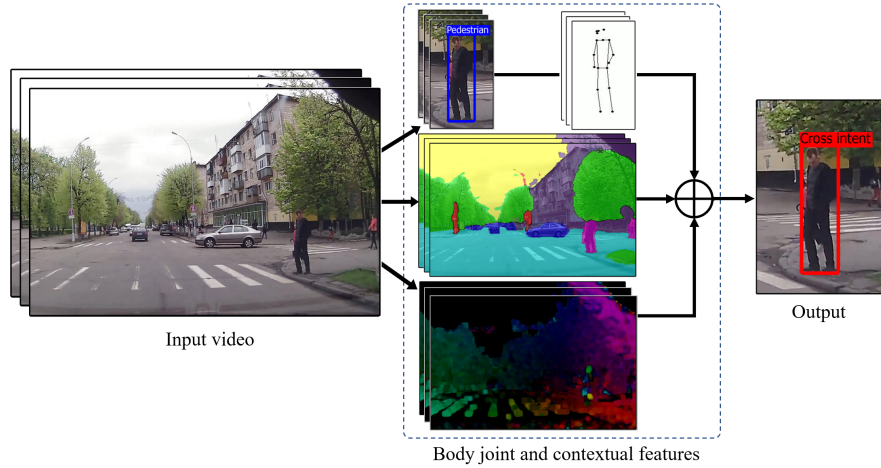 Pedestrian
Cross intent
Input video
Output
Body joint and contextual features